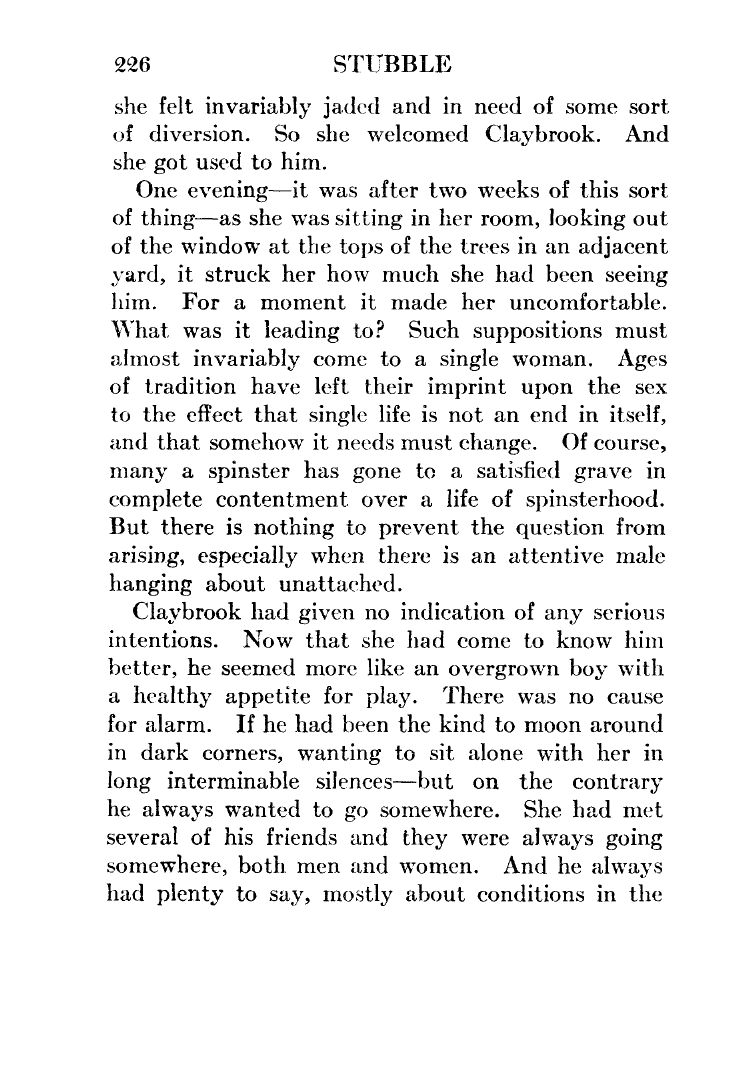 226 STUBBLE
she felt invariably jaded and in need of some sort
of diversion. So she welcomed Claybrook. And
she got used to him.
One evening—it was after two weeks of this sort
of thing—as she was sitting in her room, looking out
of the window at the tops of the trees in an adjacent
yard, it struck her how much she had been seeing
him. For a moment it made her uncomfortable.
What was it leading to? Such suppositions must
almost invariably come to a single woman. Ages
of tradition have left their imprint upon the sex
to the effect that single life is not an end in itself,
and that somehow it needs must change. Of course,
many a spinster has gone to a satisfied grave in
complete contentment over a life of spinsterhood.
But there is nothing to prevent the question from
arising, especially when there is an attentive male
hanging about unattached.
Claybrook had given no indication of any serious
intentions. Now that she had come to know him
better, he seemed more like an overgrown boy with
a healthy appetite for play. There was no cause
for alarm. If he had been the kind to moon around
in dark corners, wanting to sit alone with her in
long interminable silences—but on the contrary
he always wanted to go somewhere. She had met
several of his friends and they were always going
somewhere, both men and women. And he always
had plenty to say, mostly about conditions in the